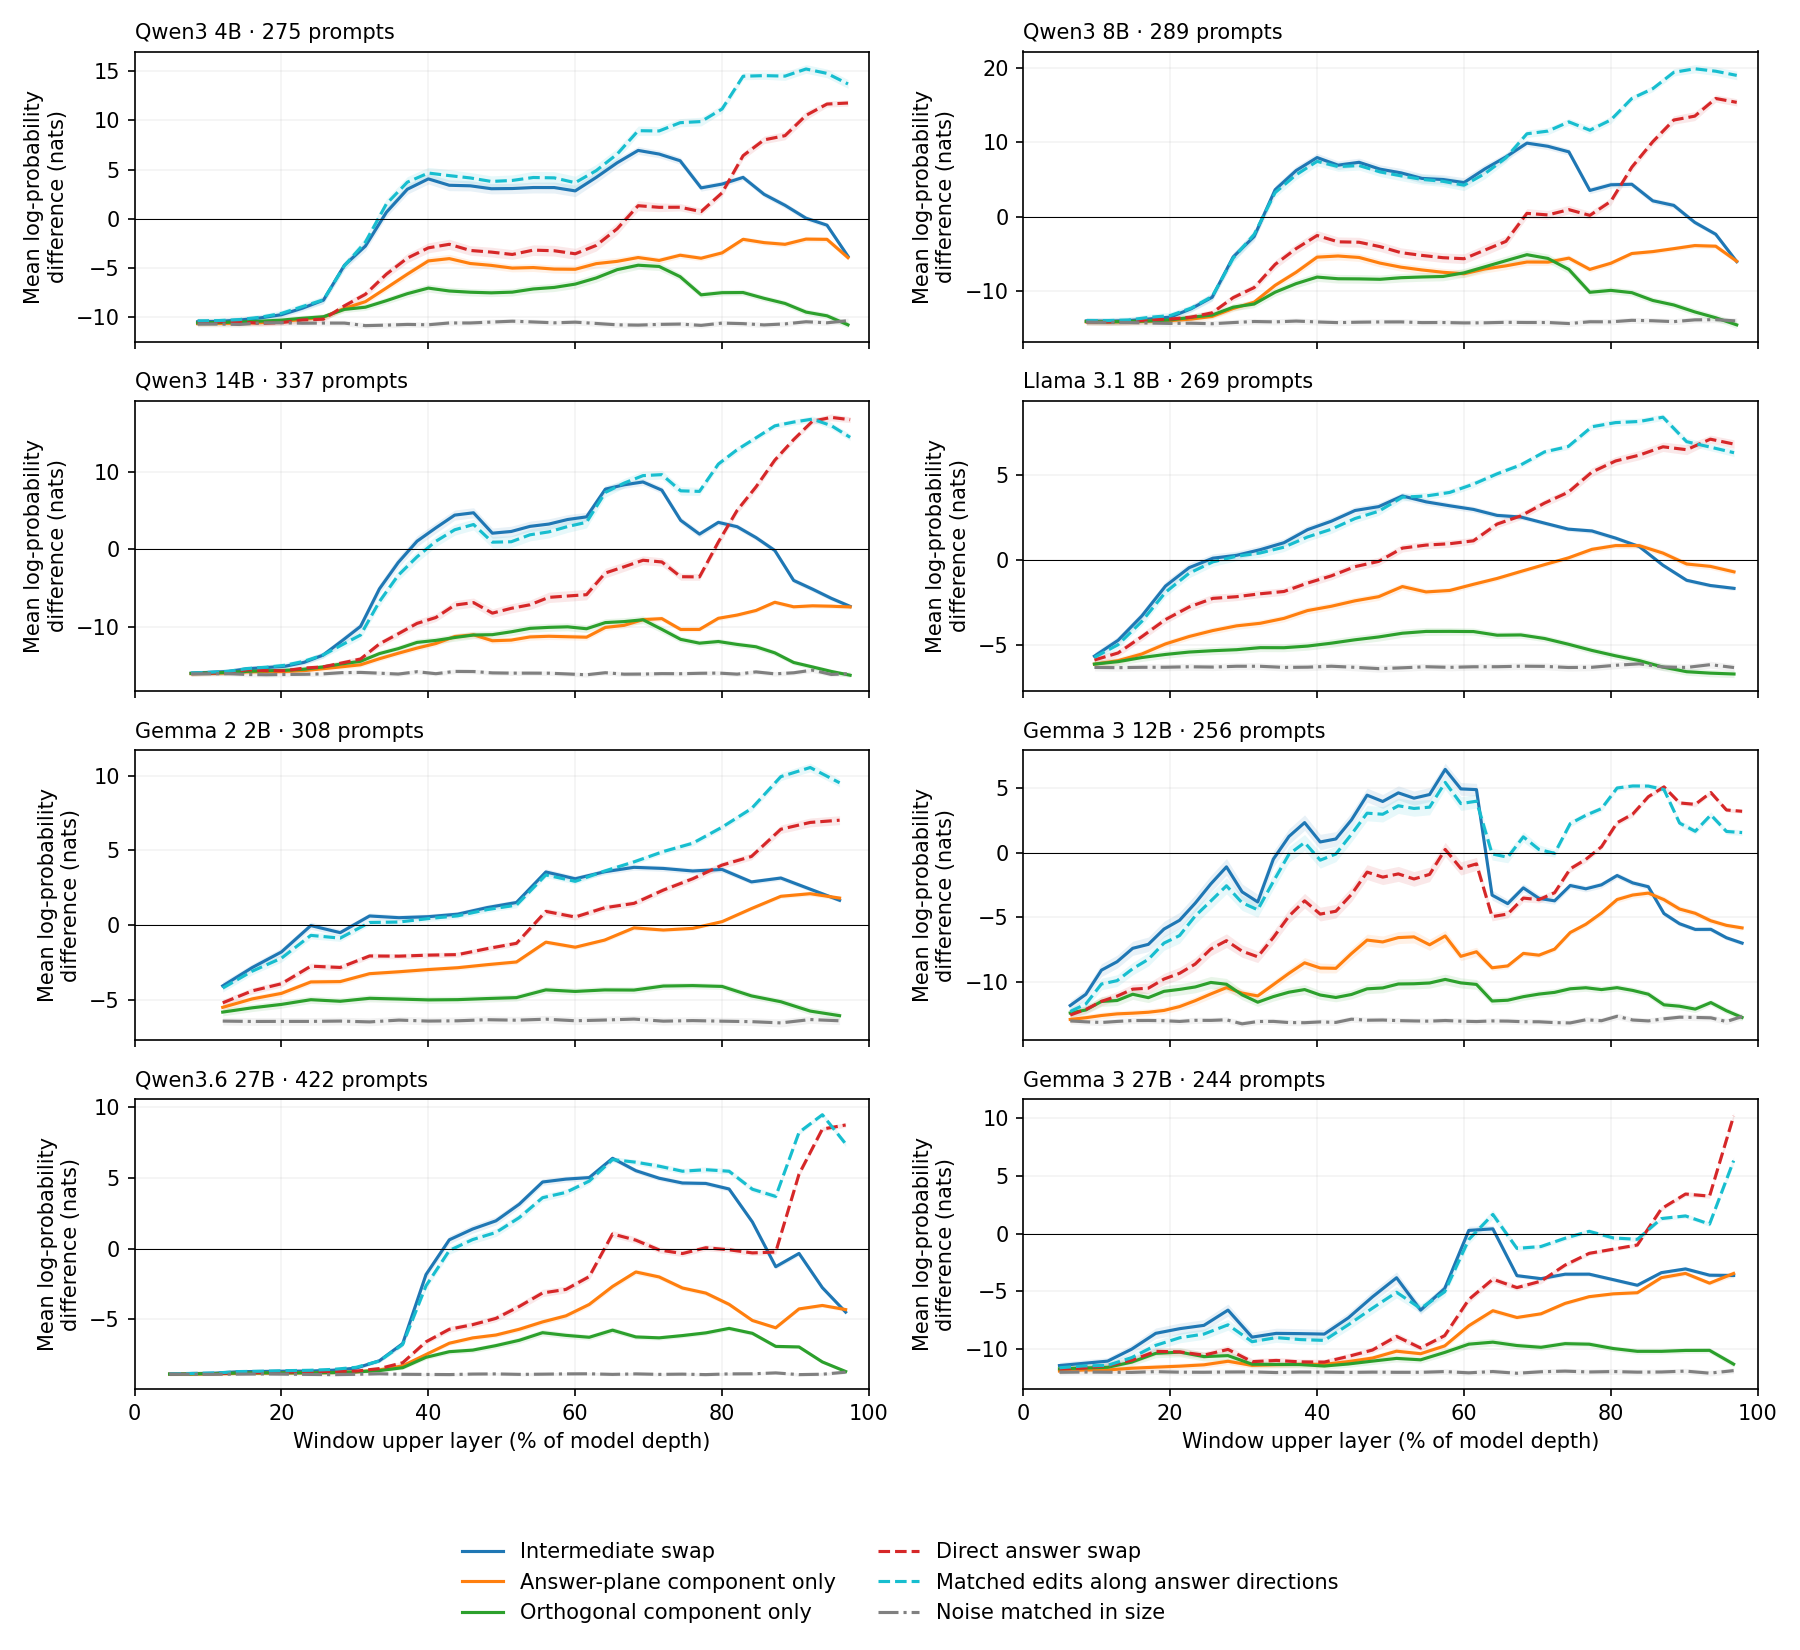 Qwen3 4B · 275 prompts
Mean log-probability
difference (nats)
15
10
5
0
−5
−10
Qwen3 8B · 289 prompts
Mean log-probability
difference (nats)
20
10
0
−10
Qwen3 14B · 337 prompts
Mean log-probability
difference (nats)
10
0
−10
Llama 3.1 8B · 269 prompts
Mean log-probability
difference (nats)
5
0
−5
Gemma 2 2B · 308 prompts
Mean log-probability
difference (nats)
10
5
0
−5
Gemma 3 12B · 256 prompts
Mean log-probability
difference (nats)
5
0
−5
−10
Qwen3.6 27B · 422 prompts
Mean log-probability
difference (nats)
10
5
0
−5
0 20 40 60 80 100
Window upper layer (% of model depth)
Gemma 3 27B · 244 prompts
Mean log-probability
difference (nats)
10
5
0
−5
−10
0 20 40 60 80 100
Window upper layer (% of model depth)
Intermediate swap
Answer-plane component only
Orthogonal component only
Direct answer swap
Matched edits along answer directions
Noise matched in size